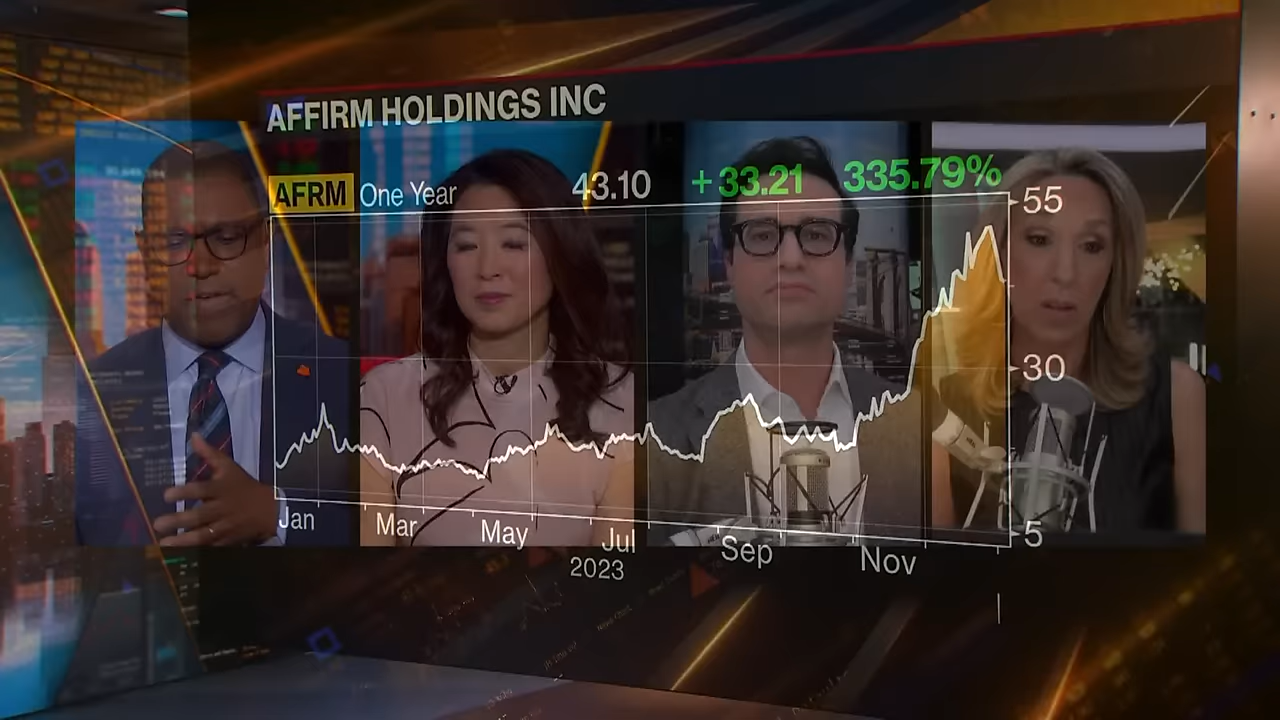 AFFIRM HOLDINGS INC
AFRM One Year 43.10 +33.21 335.79%
55
30
5
Jan Mar May Jul Sep Nov
2023